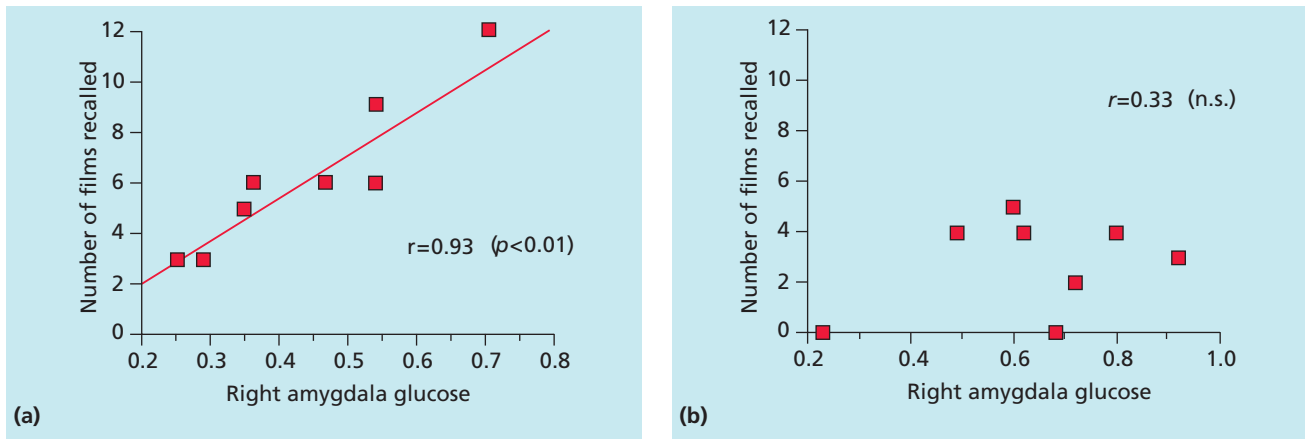 Number of films recalled
12
10
8
6
4
2
0
0.2 0.3 0.4 0.5 0.6 0.7 0.8
Right amygdala glucose
r=0.93 (p<0.01)
(a)
Number of films recalled
12
10
8
6
4
2
0
0.2 0.4 0.6 0.8 1.0
Right amygdala glucose
r=0.33 (n.s.)
(b)